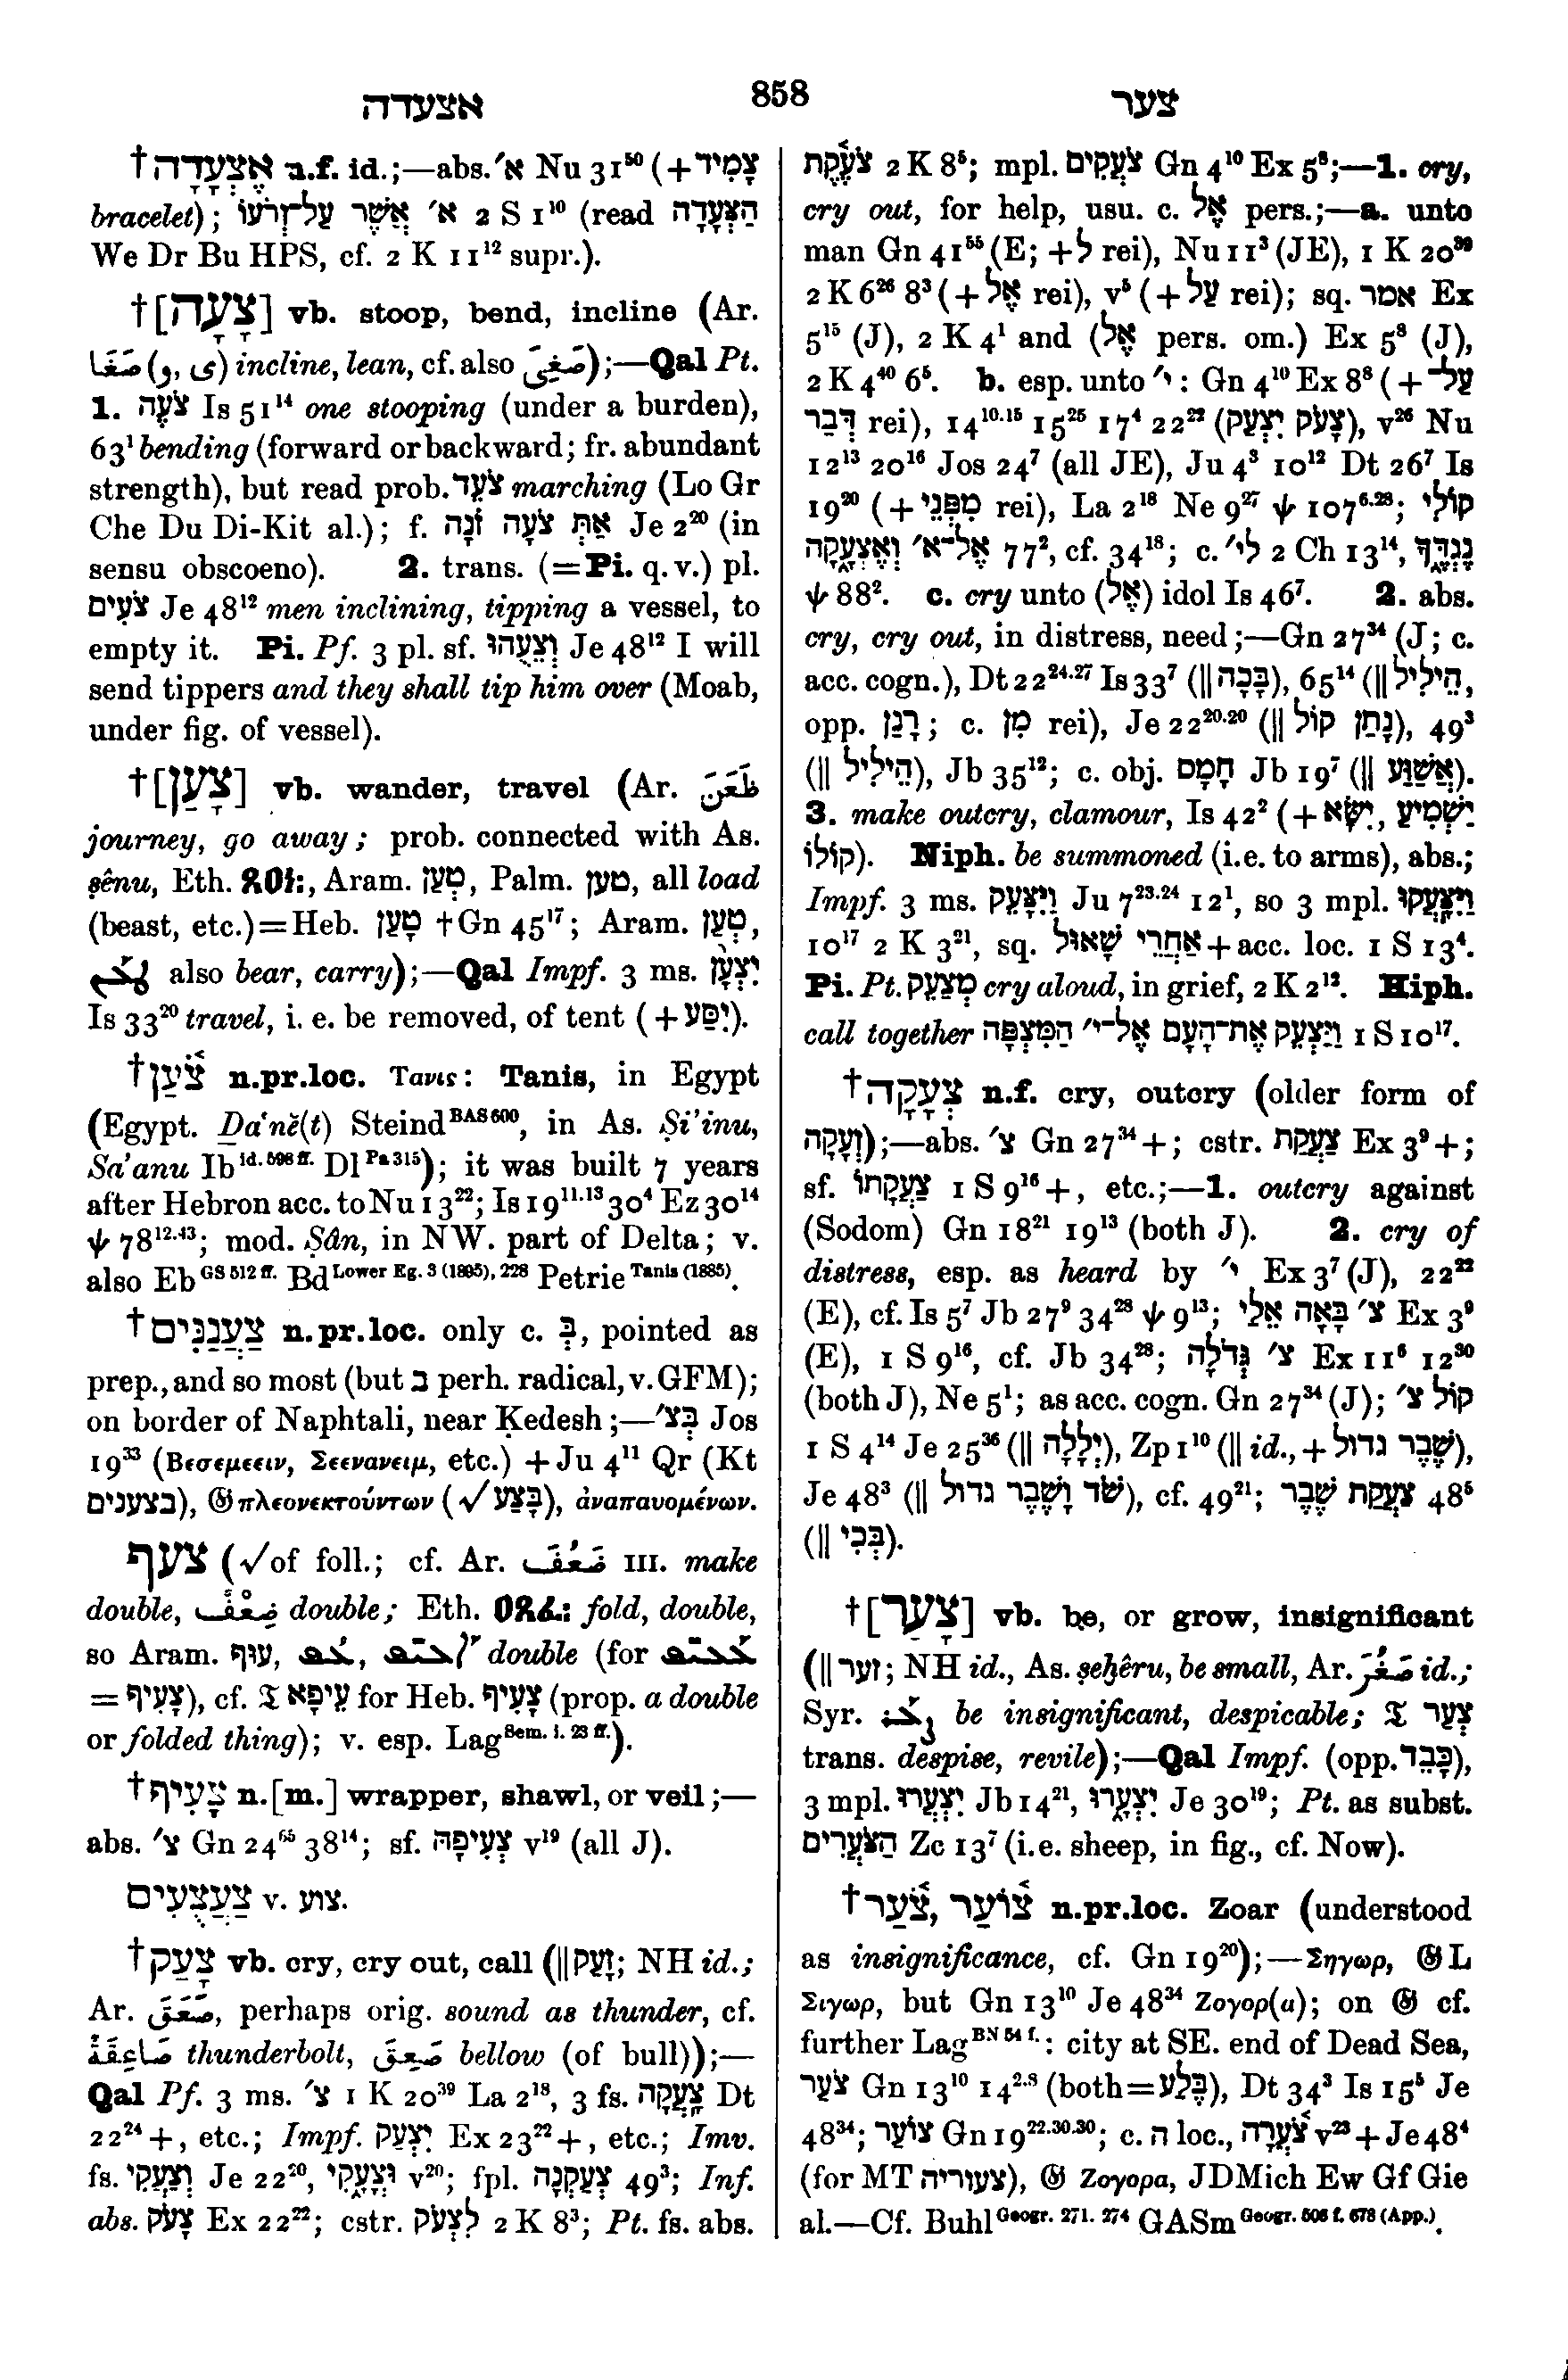 אצעדה 858 צער
†אֶצְעָדָה n.f. id.;—abs. א׳ Nu 31⁵⁰ (+צָמִיד
bracelet); א׳ אֲשֶׁר עַל־זְרֹעוֹ 2 S 1¹⁰ (read הַצְּעָדָה
We Dr Bu HPS, cf. 2 K 11¹² supr.).
†[צָעָה] vb. stoop, bend, incline (Ar.
صَغَا (و, ى) incline, lean, cf. also صَغِىَ);—Qal Pt.
1. צֹעֶה Is 51¹⁴ one stooping (under a burden),
63¹ bending (forward or backward; fr. abundant
strength), but read prob. צֹעֵד marching (Lo Gr
Che Du Di-Kit al.); f. אַתְּ צֹעָה זֹנָה Je 2²⁰ (in
sensu obscoeno). 2. trans. (=Pi. q.v.) pl.
צֹעִים Je 48¹² men inclining, tipping a vessel, to
empty it. Pi. Pf. 3 pl. sf. וְצֵעֻהוּ Je 48¹² I will
send tippers and they shall tip him over (Moab,
under fig. of vessel).
†[צָעַן] vb. wander, travel (Ar. ظَعَنَ
journey, go away; prob. connected with As.
ṣênu, Eth. ጸዐነ፡, Aram. טְעַן, Palm. טען, all load
(beast, etc.)=Heb. טָעַן †Gn 45¹⁷; Aram. טְעַן,
ܛܥܢ also bear, carry);—Qal Impf. 3 ms. יִצְעָן
Is 33²⁰ travel, i. e. be removed, of tent (+יִסַּע).
†צֹ֫עַן n.pr.loc. Τανις: Tanis, in Egypt
(Egypt. Ḏa'nĕ(t) Steind BAS 600, in As. Ṣi'inu,
Sa'anu Ib id. 598 ff. Dl Pa 315); it was built 7 years
after Hebron acc. to Nu 13²²; Is 19¹¹·¹³ 30⁴ Ez 30¹⁴
ψ 78¹²·⁴³; mod. Ṣân, in NW. part of Delta; v.
also Eb GS 512 ff. Bd Lower Eg. 3 (1895), 228 Petrie Tanis (1885).
†צַעֲנַנִּים n.pr.loc. only c. בְּ, pointed as
prep., and so most (but ב perh. radical, v. GFM);
on border of Naphtali, near Ḳedesh;—בְּצ׳ Jos
19³³ (Βεσεμεειν, Σεενανειμ, etc.) + Ju 4¹¹ Qr (Kt
בצענים), 𝔊 πλεονεκτούντων (√ בָּצַע), ἀναπαυομένων.
צעף (√of foll.; cf. Ar. ضَعُفَ III. make
double, ضِعْفٌ double; Eth. ዐጸፈ፡ fold, double,
so Aram. עוּף, double (for
= צָעִיף), cf. 𝔗 עֵיפָא for Heb. צָעִיף (prop. a double
or folded thing); v. esp. Lag Sem. i. 23 ff.).
†צָעִיף n.[m.] wrapper, shawl, or veil;—
abs. צ׳ Gn 24⁶⁵ 38¹⁴; sf. צְעִיפָהּ v¹⁹ (all J).
צַעֲצֻעִים v. צוע.
†צָעַק vb. cry, cry out, call (‖זָעַק; NH id.;
Ar. صَعَقَ, perhaps orig. sound as thunder, cf.
صَاعِقَةٌ thunderbolt, صَعِقَ bellow (of bull));—
Qal Pf. 3 ms. צ׳ 1 K 20³⁹ La 2¹⁸, 3 fs. צָֽעֲקָה Dt
22²⁴+, etc.; Impf. יִצְעַק Ex 23²²+, etc.; Imv.
fs. וְצַעֲקִי Je 22²⁰, וּצְעָקִי v²⁰; fpl. צְעַקְנָה 49³; Inf.
abs. צָעֹק Ex 22²²; cstr. לִצְעֹק 2 K 8³; Pt. fs. abs.
צֹעֶ֫קֶת 2 K 8⁵; mpl. צֹעֲקִים Gn 4¹⁰ Ex 5⁸;—1. cry,
cry out, for help, usu. c. אֶל pers.;—a. unto
man Gn 41⁵⁵ (E; +לְ rei), Nu 11³ (JE), 1 K 20³⁹
2 K 6²⁶ 8³ (+אֶל rei), v⁵ (+עַל rei); sq. אמר Ex
5¹⁵ (J), 2 K 4¹ and (אֶל pers. om.) Ex 5⁸ (J),
2 K 4⁴⁰ 6⁵. b. esp. unto י׳: Gn 4¹⁰ Ex 8⁸ (+עַל־
דְּבַר rei), 14¹⁰·¹⁵ 15²⁵ 17⁴ 22²² (צָעֹק יִצְעַק), v²⁶ Nu
12¹³ 20¹⁶ Jos 24⁷ (all JE), Ju 4³ 10¹² Dt 26⁷ Is
19²⁰ (+מִפְּנֵי rei), La 2¹⁸ Ne 9²⁷ ψ 107⁶·²⁸; קוֹלִי
אֶל־א׳ וְאֶצְעָקָה 77², cf. 34¹⁸; c. לי׳ 2 Ch 13¹⁴, נֶגְדֶּךָ
ψ 88². c. cry unto (אֶל) idol Is 46⁷. 2. abs.
cry, cry out, in distress, need;—Gn 27³⁴ (J; c.
acc. cogn.), Dt 22²⁴·²⁷ Is 33⁷ (‖בָּכָה), 65¹⁴ (‖הֵילִיל,
opp. רָנַן; c. מִן rei), Je 22²⁰·²⁰ (‖ נָתַן קוֹל), 49³
(‖ הֵילִיל), Jb 35¹²; c. obj. חָמָס Jb 19⁷ (‖ אֲשַׁוַּע).
3. make outcry, clamour, Is 42² (+יִשָּׂא, יַשְׁמִיעַ
קוֹלוֹ). Niph. be summoned (i.e. to arms), abs.;
Impf. 3 ms. וַיִּצָּעֵק Ju 7²³·²⁴ 12¹, so 3 mpl. וַיִּצָּעֲקוּ
10¹⁷ 2 K 3²¹, sq. אַחֲרֵי שָׁאוּל + acc. loc. 1 S 13⁴.
Pi. Pt. מְצַעֵק cry aloud, in grief, 2 K 2¹². Hiph.
call together וַיַּצְעֵק אֶת־הָעָם אֶל־י׳ הַמִּצְפָּה 1 S 10¹⁷.
†צְעָקָה n.f. cry, outcry (older form of
זְעָקָה);—abs. צ׳ Gn 27³⁴+; cstr. צַעֲקַת Ex 3⁹+;
sf. צַעֲקָתוֹ 1 S 9¹⁶+, etc.;—1. outcry against
(Sodom) Gn 18²¹ 19¹³ (both J). 2. cry of
distress, esp. as heard by י׳ Ex 3⁷ (J), 22²²
(E), cf. Is 5⁷ Jb 27⁹ 34²⁸ ψ 9¹³; צ׳ בָּאָה אֵלַי Ex 3⁹
(E), 1 S 9¹⁶, cf. Jb 34²⁸; צ׳ גְּדֹלָה Ex 11⁶ 12³⁰
(both J), Ne 5¹; as acc. cogn. Gn 27³⁴ (J); קוֹל צ׳
1 S 4¹⁴ Je 25³⁶ (‖ יְלָלָה), Zp 1¹⁰ (‖ id., + שֶׁבֶר גדול),
Je 48³ (‖ שֹׁד וָשֶׁבֶר גדול), cf. 49²¹; צַעֲקַת שֶׁבֶר 48⁵
(‖ בְּכִי).
†[צָעַר] vb. be, or grow, insignificant
(‖ זער; NH id., As. ṣeḫêru, be small, Ar. صَغُرَ id.;
Syr. ܨܥܪ be insignificant, despicable; 𝔗 צְעַר
trans. despise, revile);—Qal Impf. (opp. כָּבֵד),
3 mpl. יִצְעֲרוּ Jb 14²¹, יִצְעָרוּ Je 30¹⁹; Pt. as subst.
הַצֹּעֲרִים Zc 13⁷ (i.e. sheep, in fig., cf. Now).
†צֹ֫עַר, צ֫וֹעַר n.pr.loc. Zoar (understood
as insignificance, cf. Gn 19²⁰);—Σηγωρ, 𝔊L
Σιγωρ, but Gn 13¹⁰ Je 48³⁴ Ζογορ(α); on 𝔊 cf.
further Lag BN 54 f.: city at SE. end of Dead Sea,
צֹעַר Gn 13¹⁰ 14²·⁸ (both=בֶּלַע), Dt 34³ Is 15⁵ Je
48³⁴; צוֹעַר Gn 19²²·³⁰·³⁰; c. ה loc., צֹ֫עֲרָה v²³ + Je 48⁴
(for MT צעוריה), 𝔊 Ζογορα, JDMich Ew Gf Gie
al.—Cf. Buhl Geogr. 271. 274 GASm Geogr. 506 f. 678 (App.).